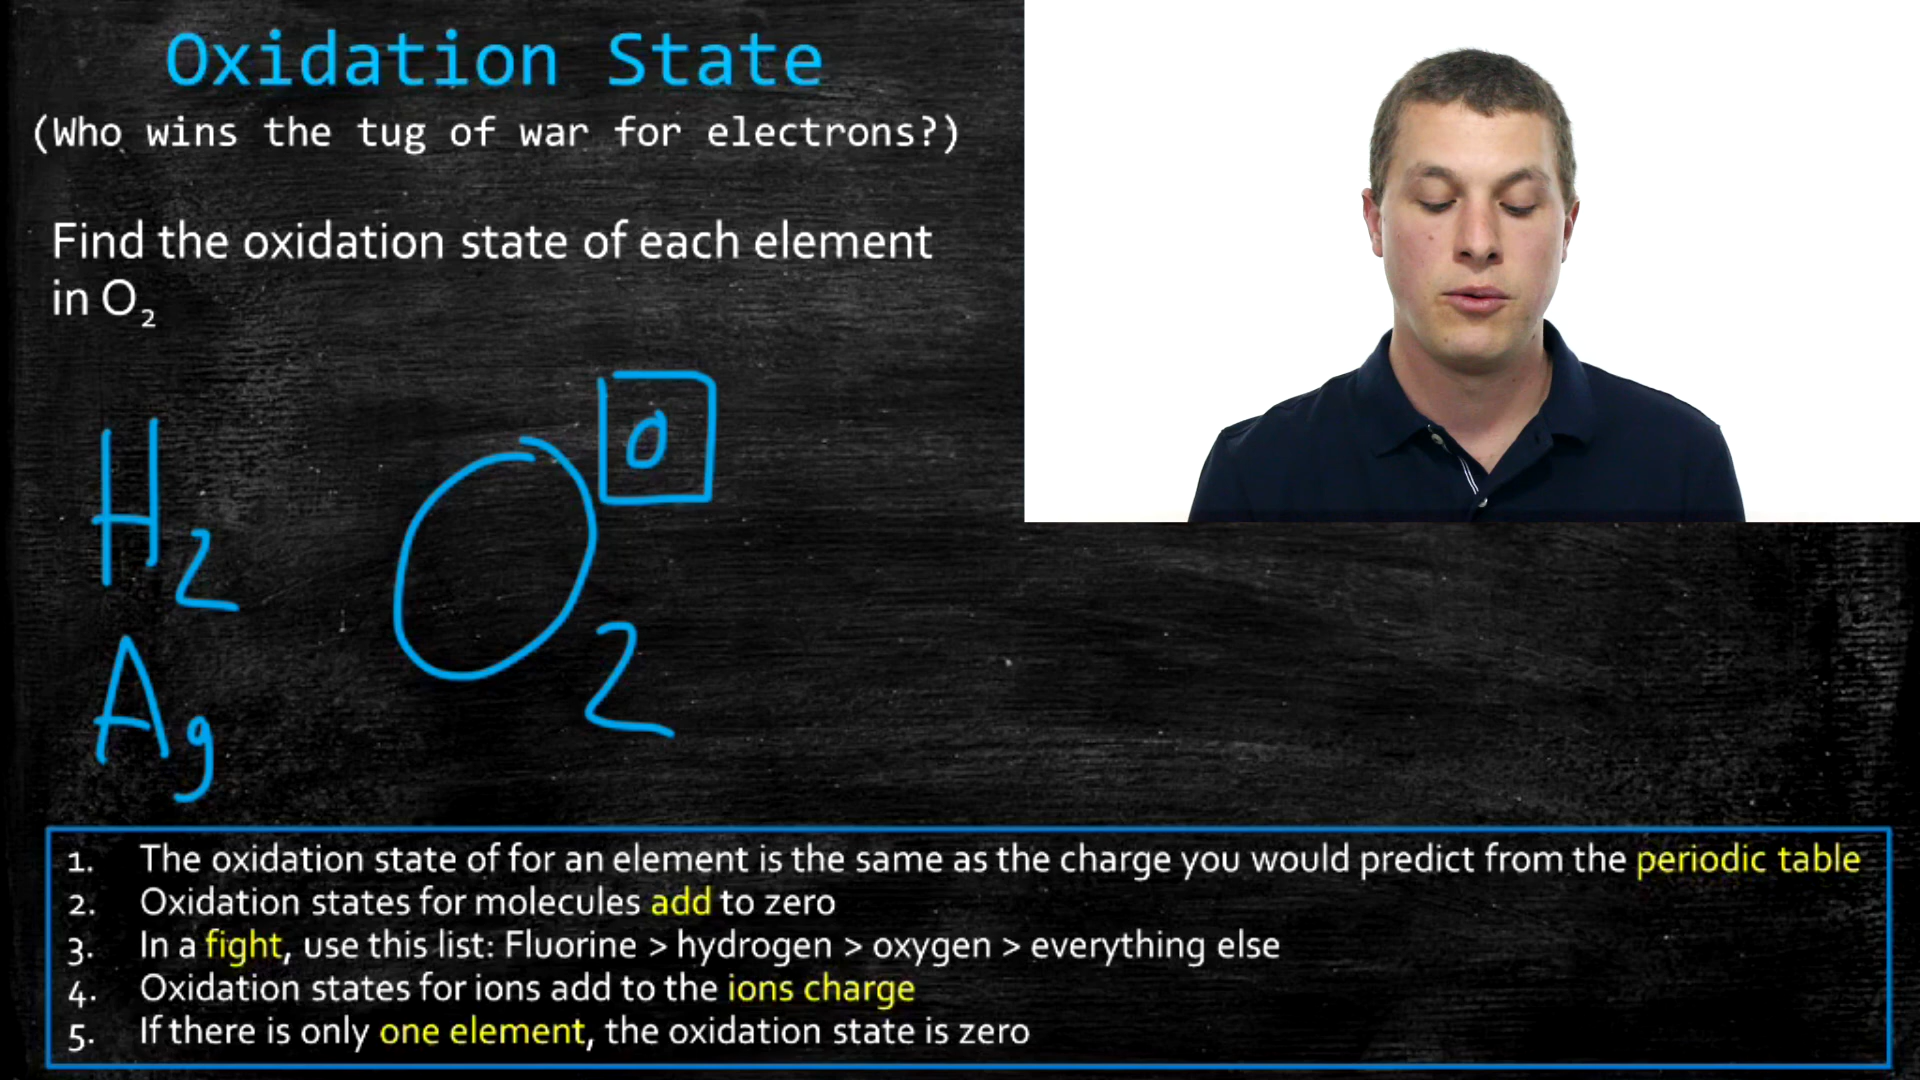 Oxidation State
(Who wins the tug of war for electrons?)
Find the oxidation state of each element
in O₂
H₂
O₂ 0
Ag
1. The oxidation state of for an element is the same as the charge you would predict from the periodic table
2. Oxidation states for molecules add to zero
3. In a fight, use this list: Fluorine > hydrogen > oxygen > everything else
4. Oxidation states for ions add to the ions charge
5. If there is only one element, the oxidation state is zero